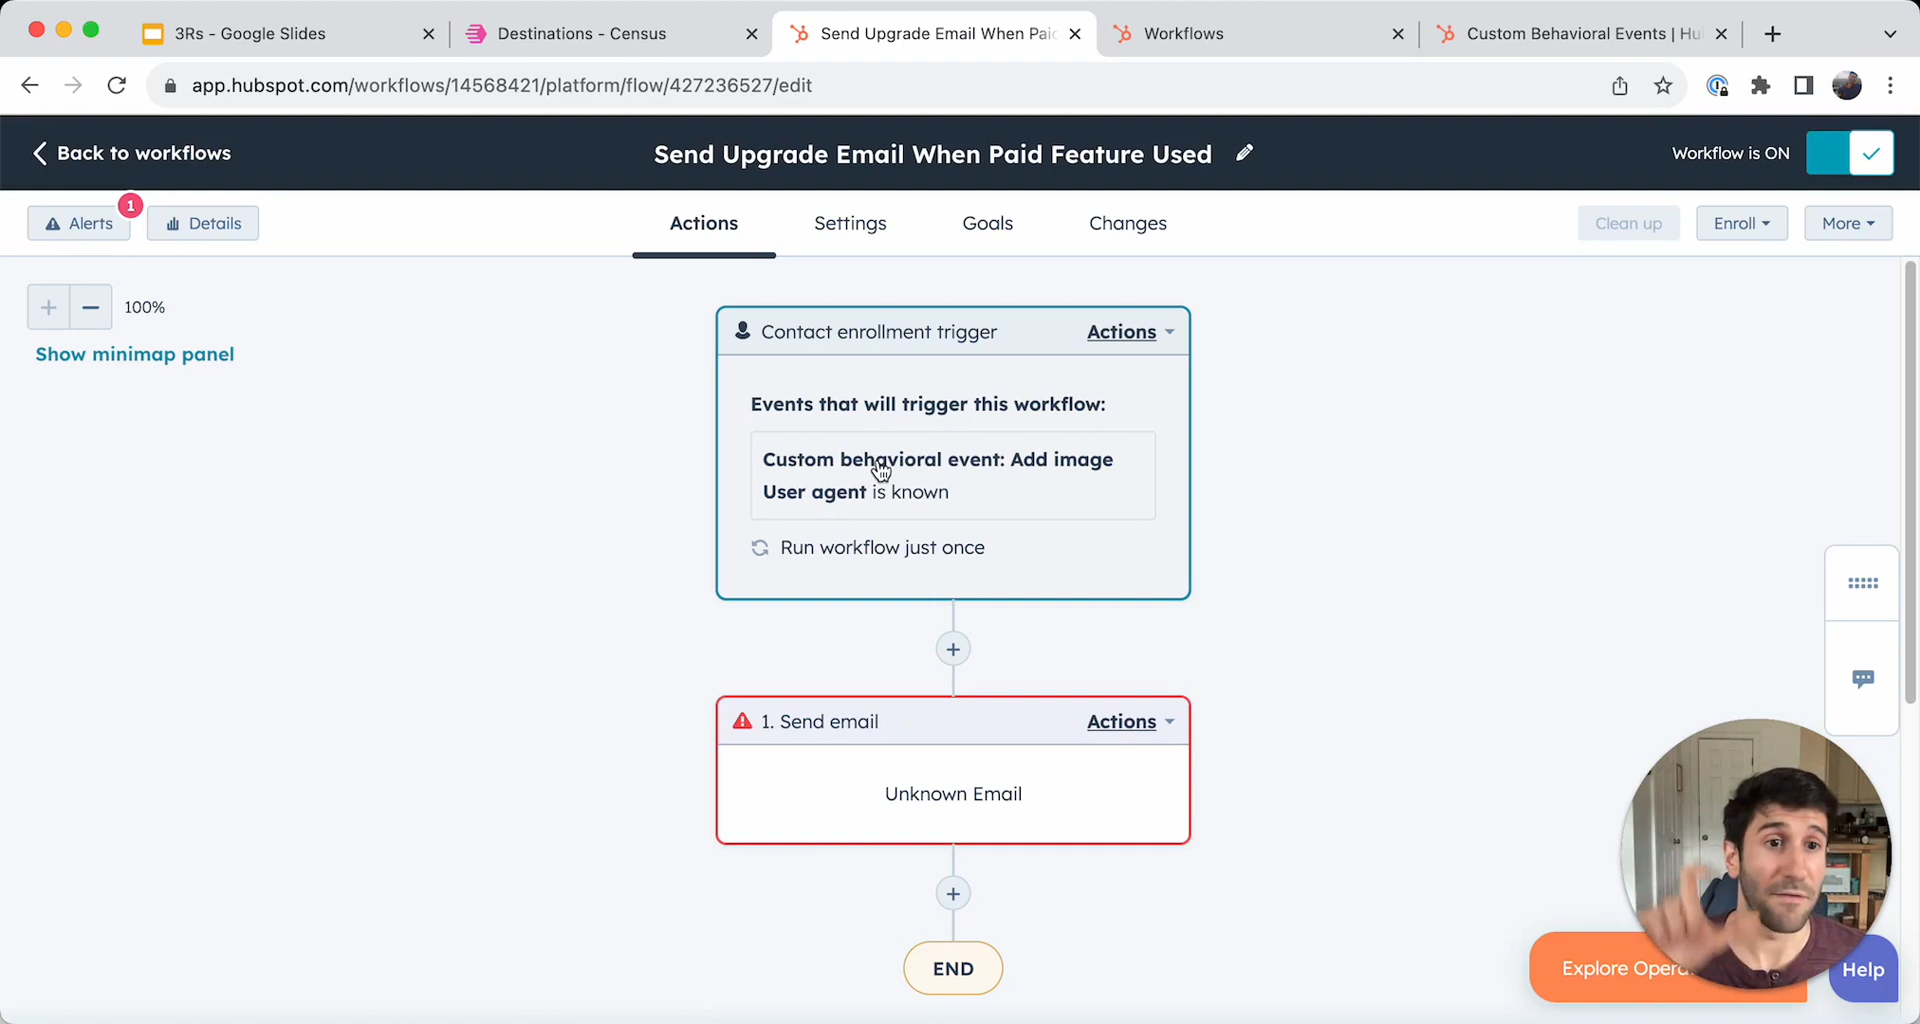 3Rs - Google Slides
Destinations - Census
Send Upgrade Email When Paid
Workflows
Custom Behavioral Events | Hu
app.hubspot.com/workflows/14568421/platform/flow/427236527/edit
Back to workflows
Send Upgrade Email When Paid Feature Used
Workflow is ON
Alerts
1
Details
Actions
Settings
Goals
Changes
Clean up
Enroll
More
100%
Show minimap panel
Contact enrollment trigger
Actions
Events that will trigger this workflow:
Custom behavioral event: Add image
User agent is known
Run workflow just once
1. Send email
Actions
Unknown Email
END
Explore Opera
Help